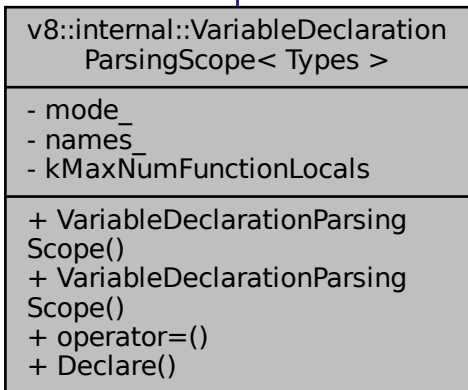 v8::internal::VariableDeclaration
ParsingScope< Types >
- mode_
- names_
- kMaxNumFunctionLocals
+ VariableDeclarationParsing
Scope()
+ VariableDeclarationParsing
Scope()
+ operator=()
+ Declare()